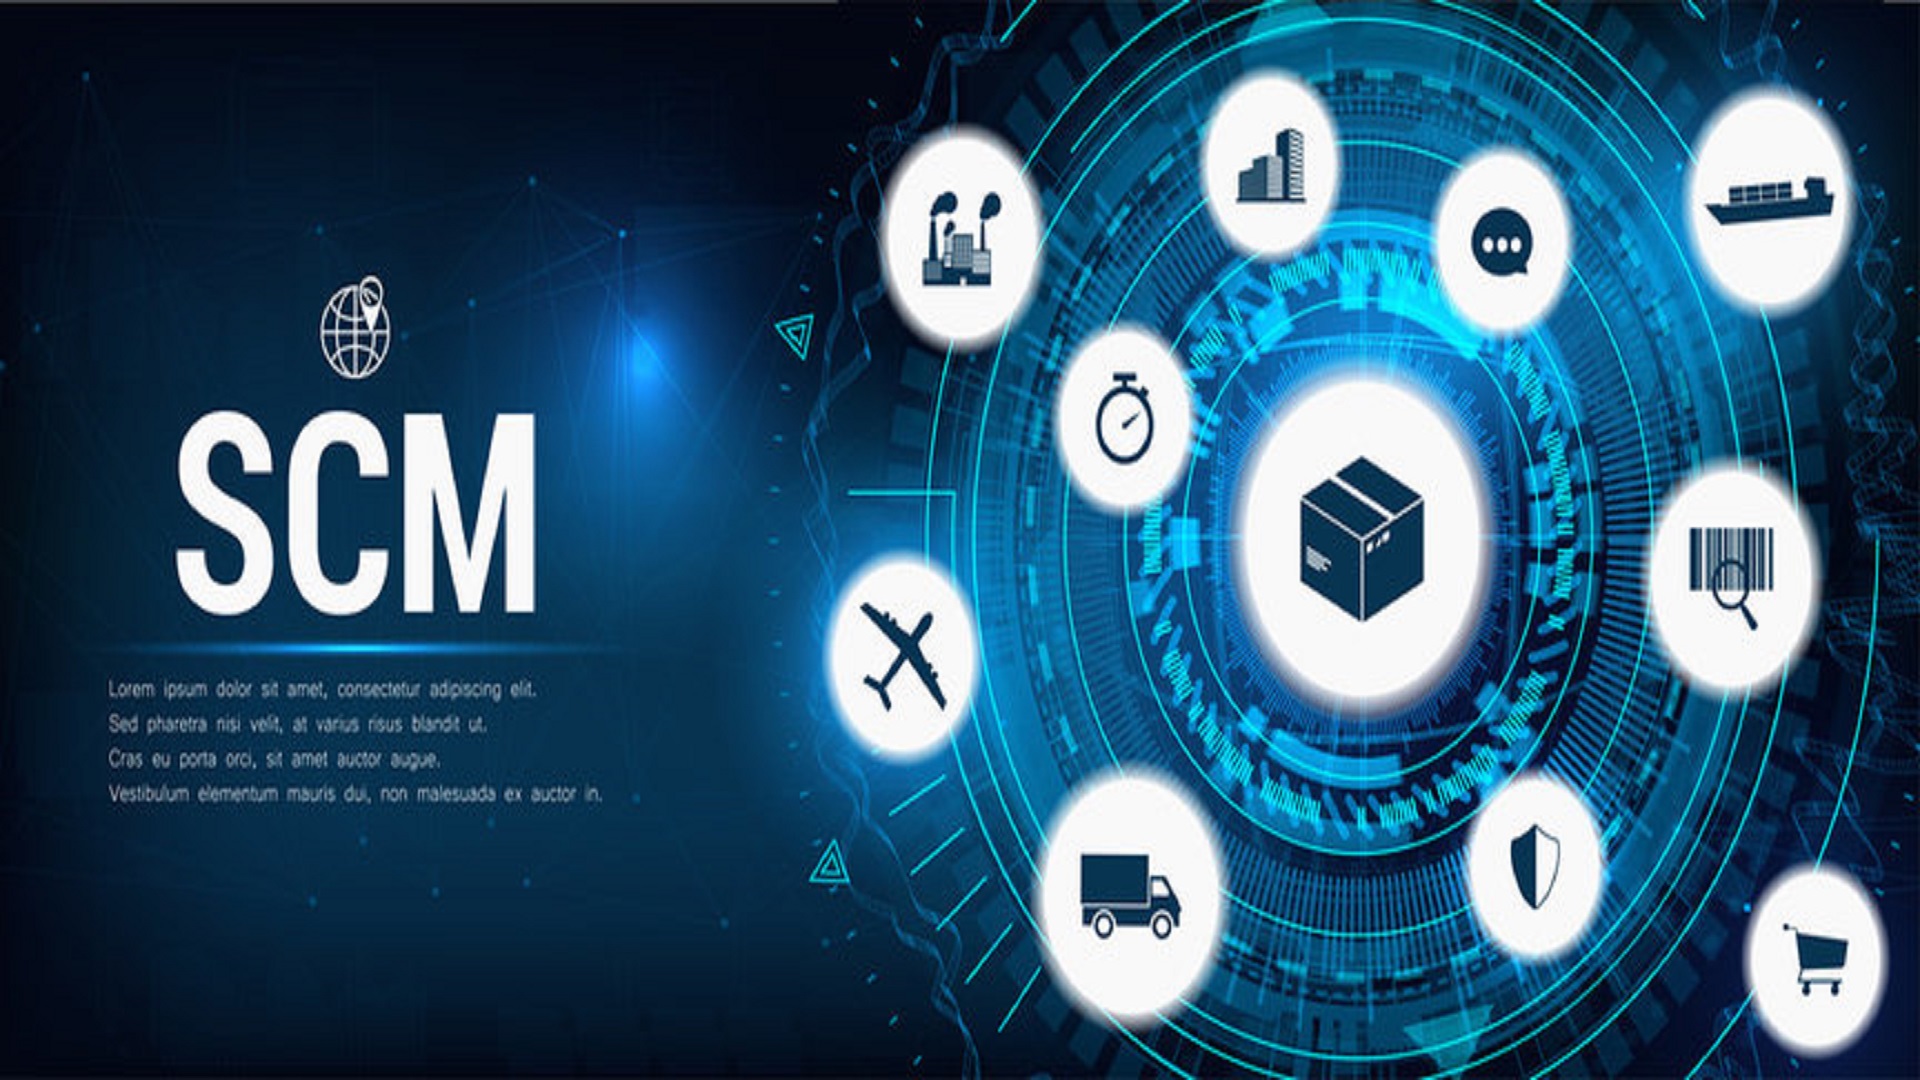 SCM
Lorem ipsum dolor sit amet, consectetur adipiscing elit.
Sed pharetra nisi velit, at varius risus blandit ut.
Cras eu porta orci, sit amet auctor augue.
Vestibulum elementum mauris dui, non malesuada ex auctor in.